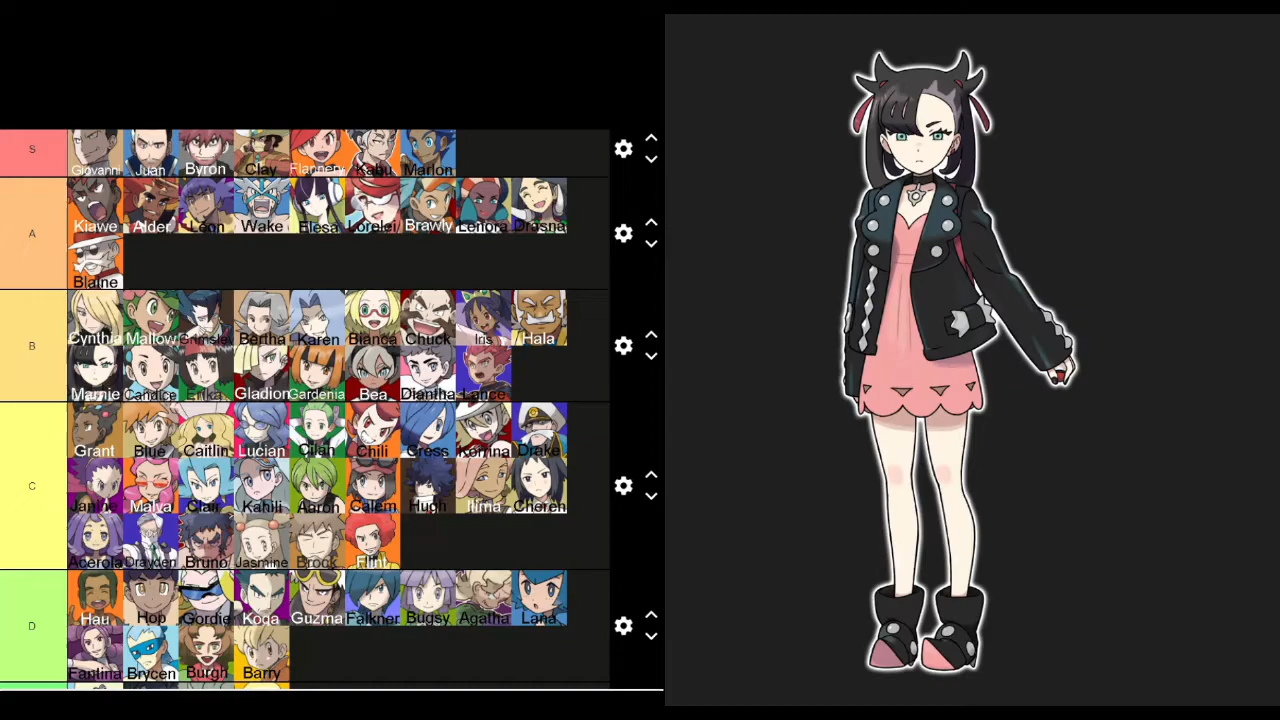 S
Giovanni Juan Byron Clay Flannery Kabu Marlon
A
Kiawe Alder Leon Wake Elesa Lorelei Brawly Lenora Drasna
Blaine
B
Cynthia Mallow Grimsley Bertha Karen Bianca Chuck Iris Hala
Marnie Candice Erika Gladion Gardenia Bea Diantha Lance
C
Grant Blue Caitlin Lucian Cilan Chili Cress Korrina Drake
Janine Malva Clair Kahili Aaron Calem Hugh Ilima Cheren
Acerola Drayden Bruno Jasmine Brock Flint
D
Hau Hop Gordie Koga Guzma Falkner Bugsy Agatha Lana
Fantina Brycen Burgh Barry